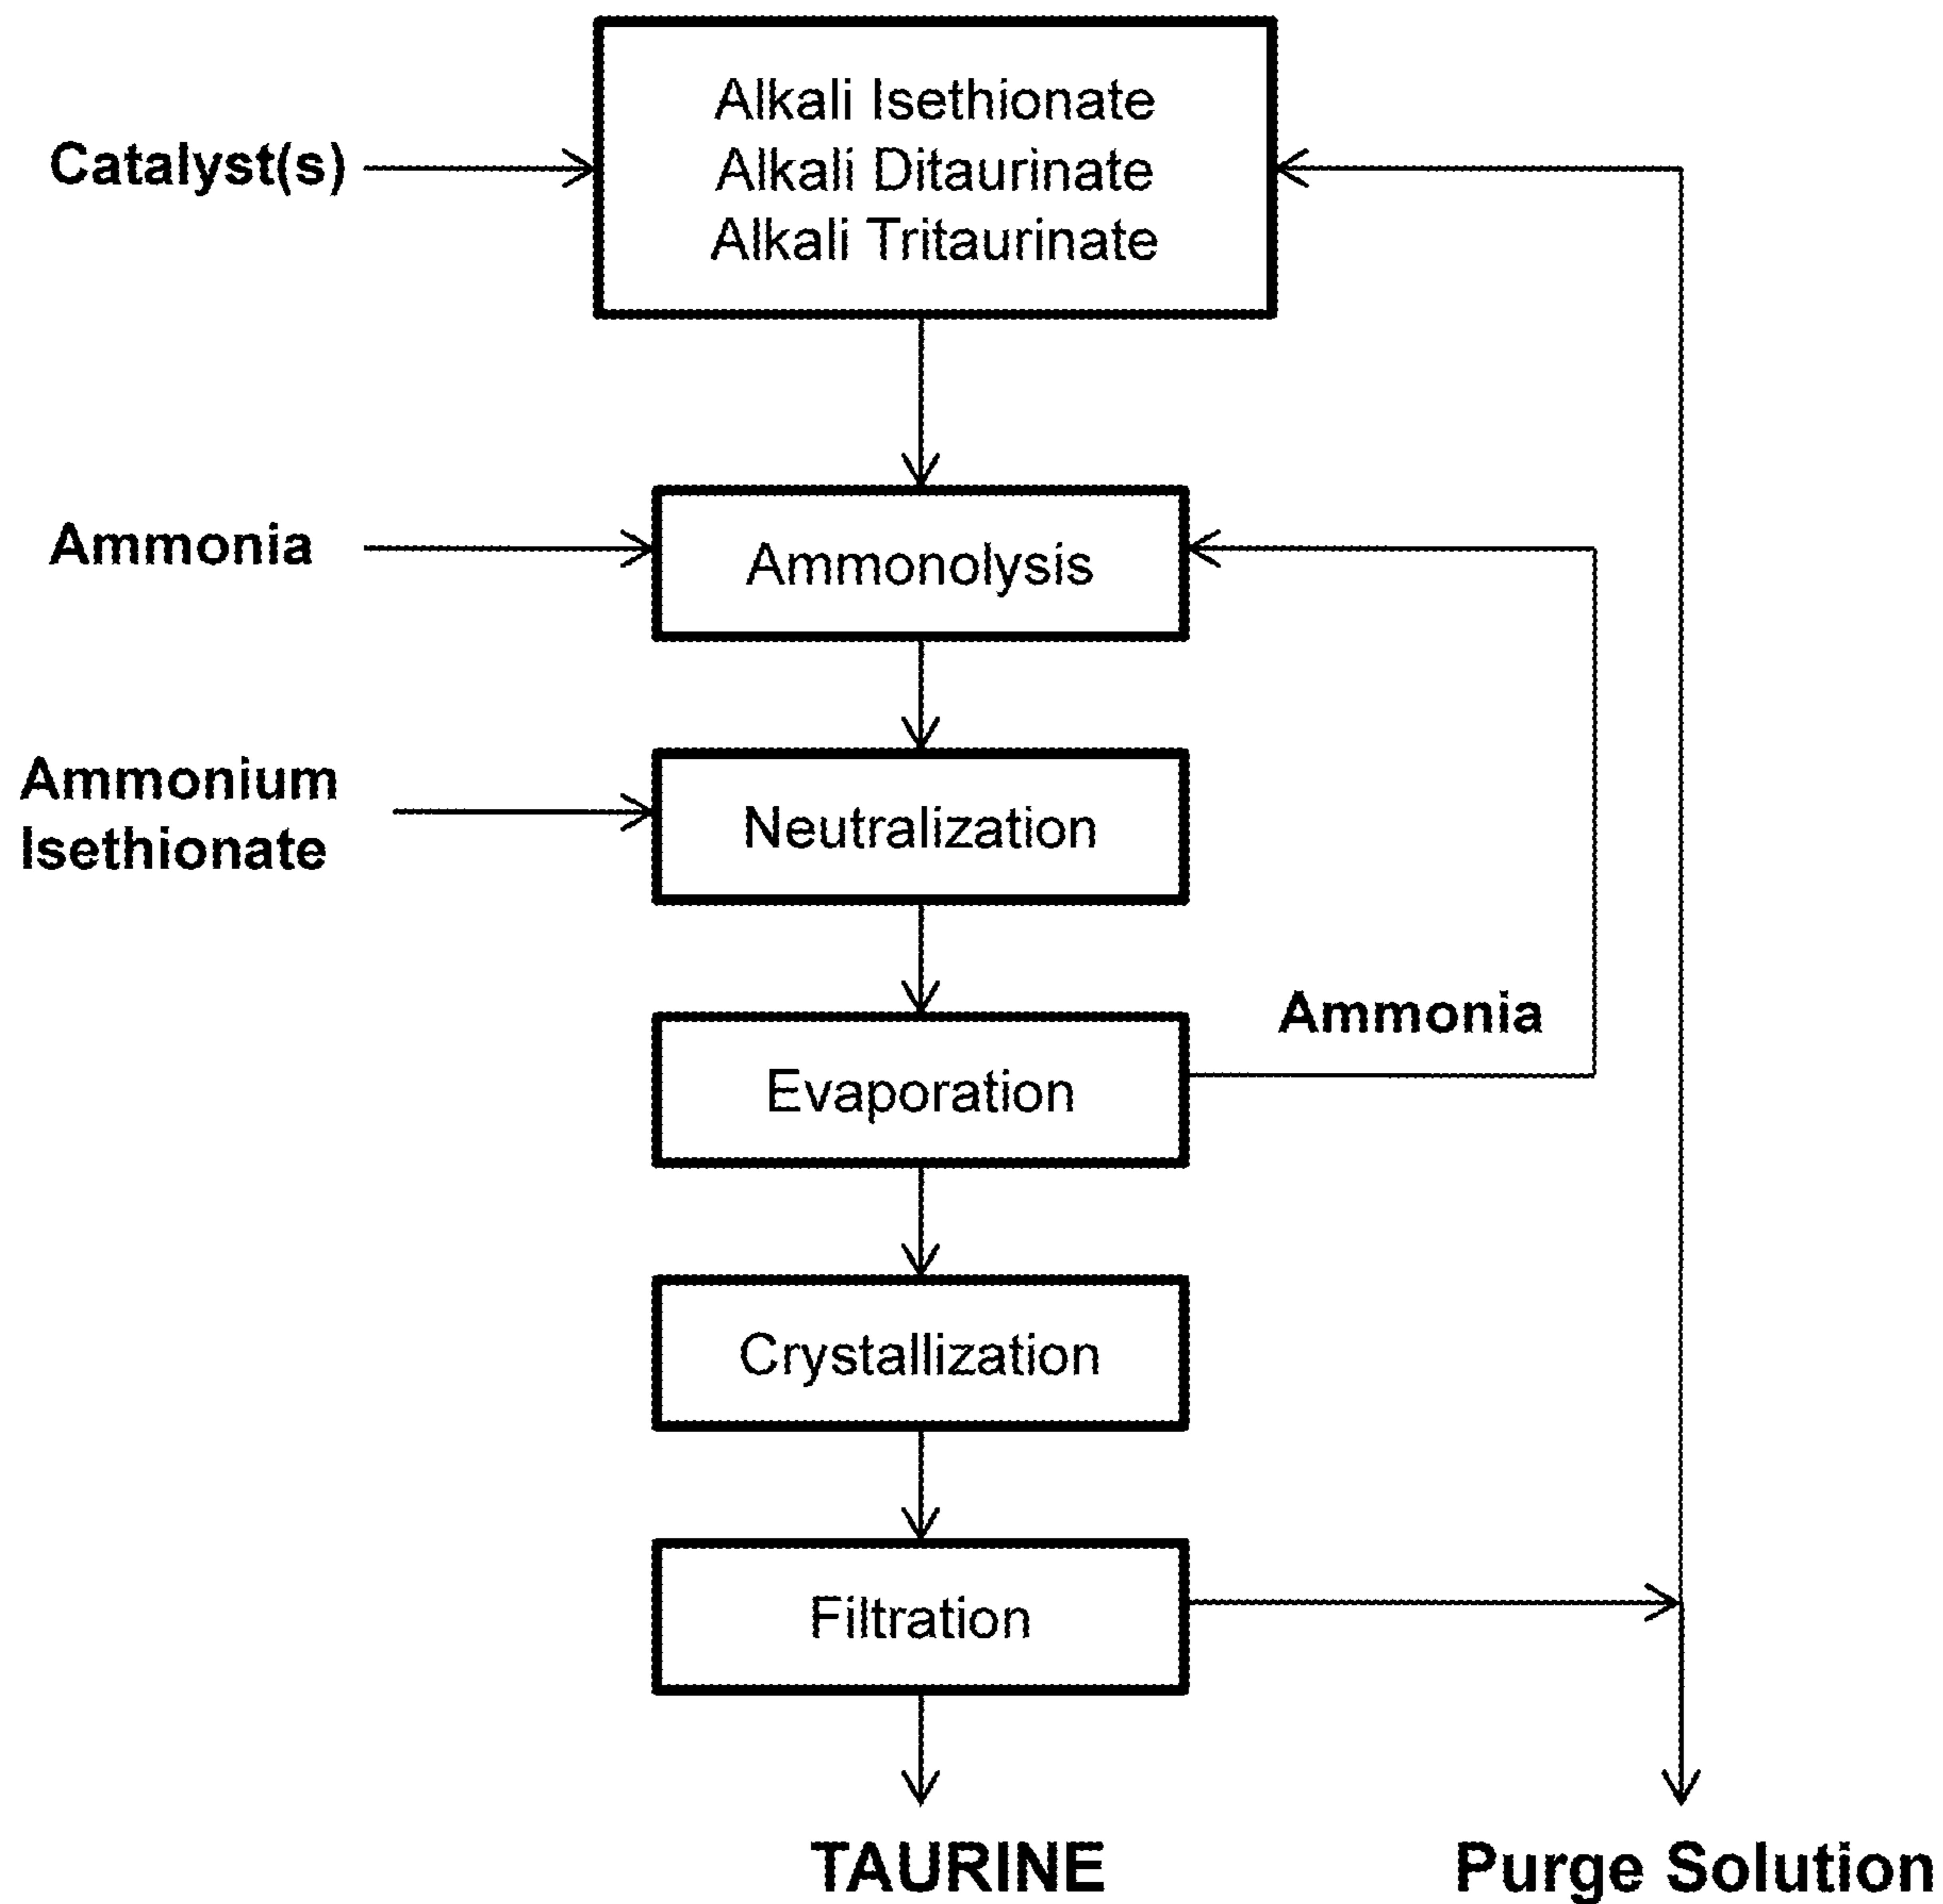 Alkali Isethionate
Alkali Ditaurinate
Alkali Tritaurinate
Catalyst(s)
Ammonia
Ammonolysis
Ammonium
Isethionate
Neutralization
Ammonia
Evaporation
Crystallization
Filtration
TAURINE
Purge Solution